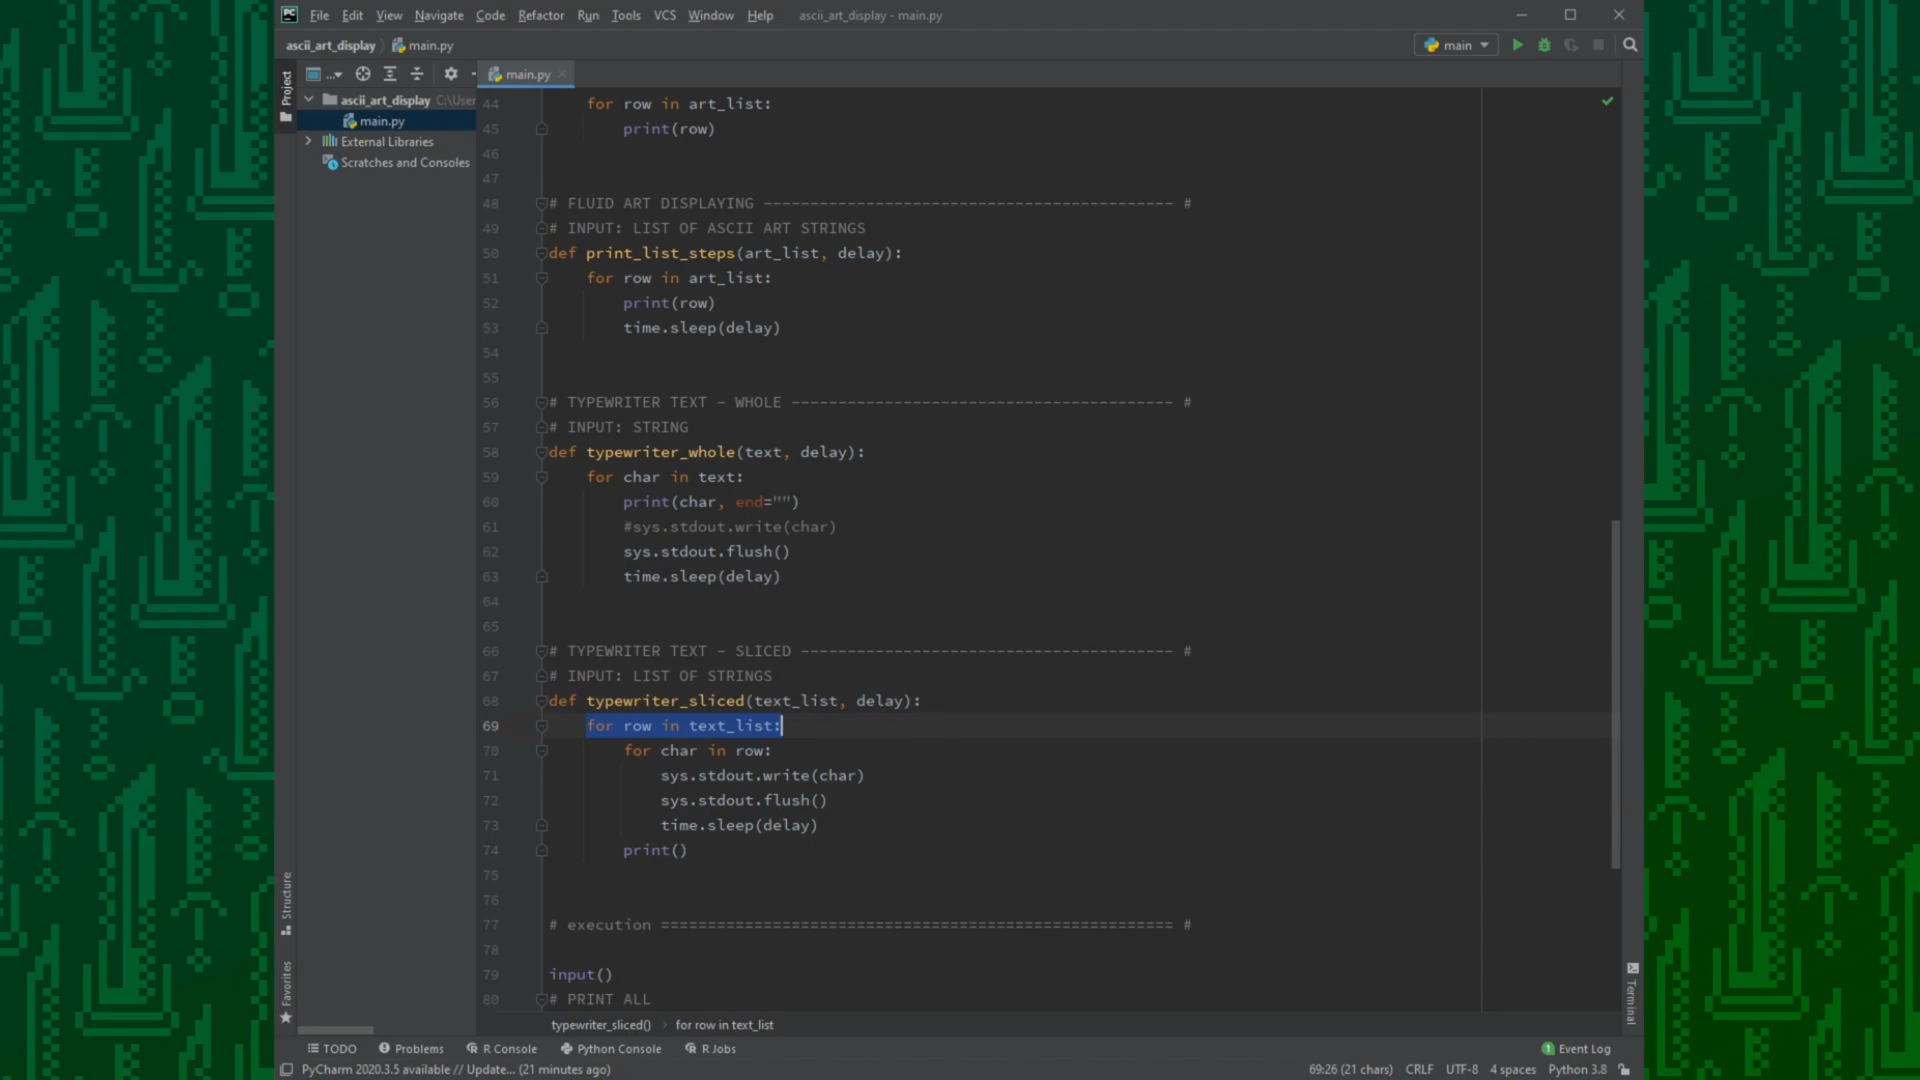 File Edit View Navigate Code Refactor Run Tools VCS Window Help ascii_art_display - main.py
ascii_art_display main.py main
Project ... main.py
ascii_art_display C:\User
main.py
External Libraries
Scratches and Consoles
44 for row in art_list:
45 print(row)
46
47
48 # FLUID ART DISPLAYING -------------------------------------------- #
49 # INPUT: LIST OF ASCII ART STRINGS
50 def print_list_steps(art_list, delay):
51 for row in art_list:
52 print(row)
53 time.sleep(delay)
54
55
56 # TYPEWRITER TEXT - WHOLE ----------------------------------------- #
57 # INPUT: STRING
58 def typewriter_whole(text, delay):
59 for char in text:
60 print(char, end="")
61 #sys.stdout.write(char)
62 sys.stdout.flush()
63 time.sleep(delay)
64
65
66 # TYPEWRITER TEXT - SLICED ---------------------------------------- #
67 # INPUT: LIST OF STRINGS
68 def typewriter_sliced(text_list, delay):
69 for row in text_list:
70 for char in row:
71 sys.stdout.write(char)
72 sys.stdout.flush()
73 time.sleep(delay)
74 print()
75
76
77 # execution ======================================================= #
78
79 input()
80 # PRINT ALL
Structure
Favorites
Terminal
typewriter_sliced() for row in text_list
TODO Problems R Console Python Console R Jobs 1 Event Log
PyCharm 2020.3.5 available // Update... (21 minutes ago) 69:26 (21 chars) CRLF UTF-8 4 spaces Python 3.8